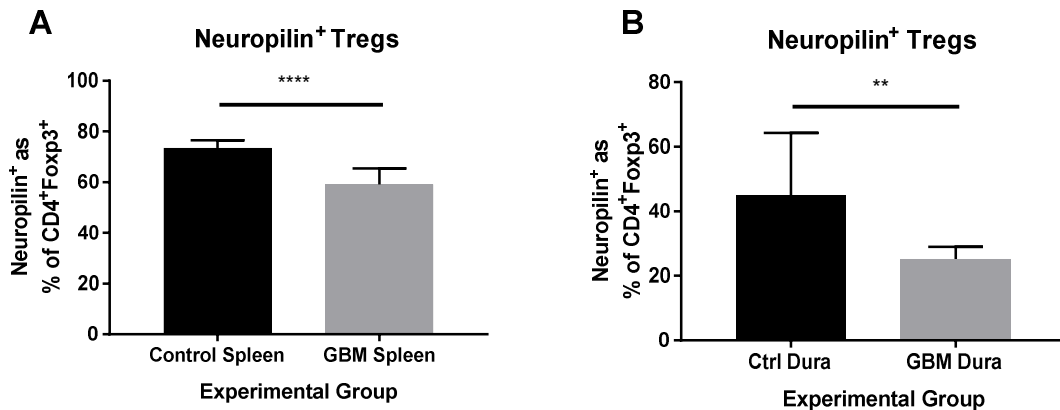 A
Neuropilin⁺ Tregs
Neuropilin⁺ as
% of CD4⁺Foxp3⁺
100
80
60
40
20
0
****
Control Spleen
GBM Spleen
Experimental Group
B
Neuropilin⁺ Tregs
Neuropilin⁺ as
% of CD4⁺Foxp3⁺
80
60
40
20
0
**
Ctrl Dura
GBM Dura
Experimental Group